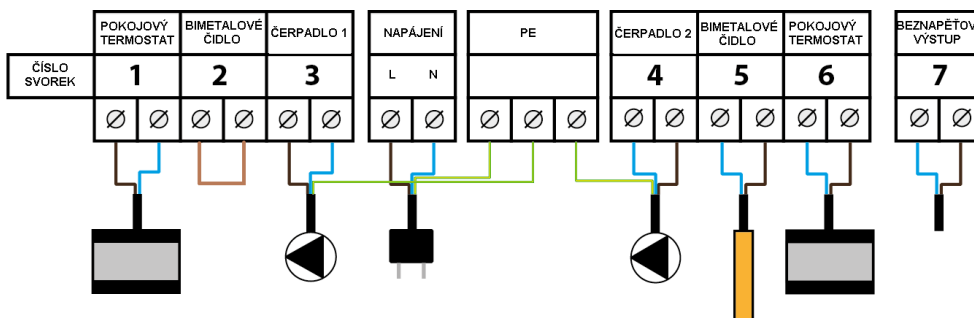 POKOJOVÝ TERMOSTAT
BIMETALOVÉ ČIDLO
ČERPADLO 1
NAPÁJENÍ
PE
ČERPADLO 2
BIMETALOVÉ ČIDLO
POKOJOVÝ TERMOSTAT
BEZNAPĚŤOV
VÝSTUP
ČÍSLO SVOREK
1
2
3
L N
4
5
6
7